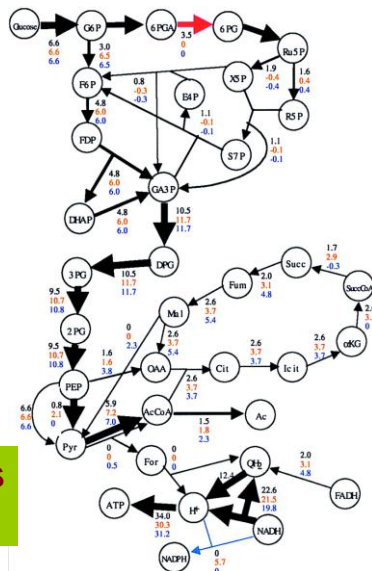 Glucose
G6P
6PGA
6PG
6.6
6.6
6.6
3.0
6.5
6.5
3.5
0
0
Ru5P
F6P
0.8
-0.3
-0.3
E4P
X5P
1.9
-0.4
-0.4
1.6
0.4
0.4
4.8
6.0
6.0
1.1
-0.1
-0.1
R5P
FDP
S7P
1.1
-0.1
-0.1
4.8
6.0
6.0
GA3P
DHAP
4.8
6.0
6.0
10.5
11.7
11.7
DPG
3PG
10.5
11.7
11.7
9.5
10.7
10.8
2PG
9.5
10.7
10.8
PEP
Mal
Fum
Succ
SuccCoA
αKG
2.0
3.1
4.8
1.7
2.9
-0.3
0
0
2.3
2.6
3.7
5.4
2.6
3.7
5.4
1.6
1.6
3.8
OAA
Cit
Icit
2.6
3.7
3.7
2.6
3.7
3.7
2.6
3.7
3.7
2.6
0
6.6
6.6
6.6
0.8
2.1
0
5.9
7.2
7.0
AcCoA
1.5
1.8
2.3
Ac
Pyr
0
0
0.5
For
0
0
0
QH2
12.4
2.0
3.1
4.8
FADH
ATP
34.0
30.3
31.2
H+
22.6
21.5
19.8
NADH
NADPH
0
5.7
0
s